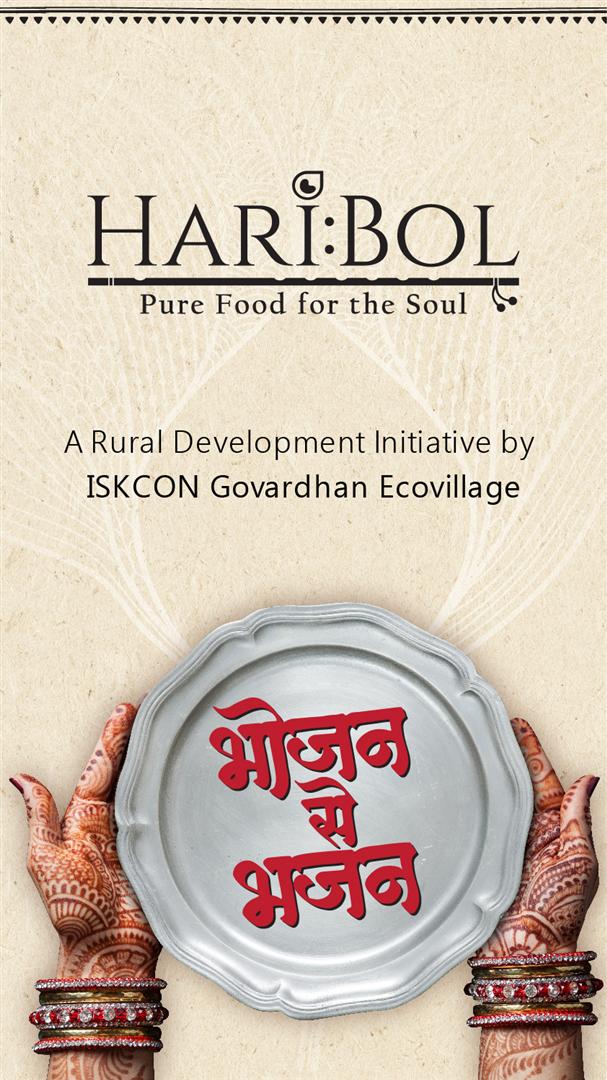 HARI:BOL
Pure Food for the Soul
A Rural Development Initiative by
ISKCON Govardhan Ecovillage
भोजन
से
भजन